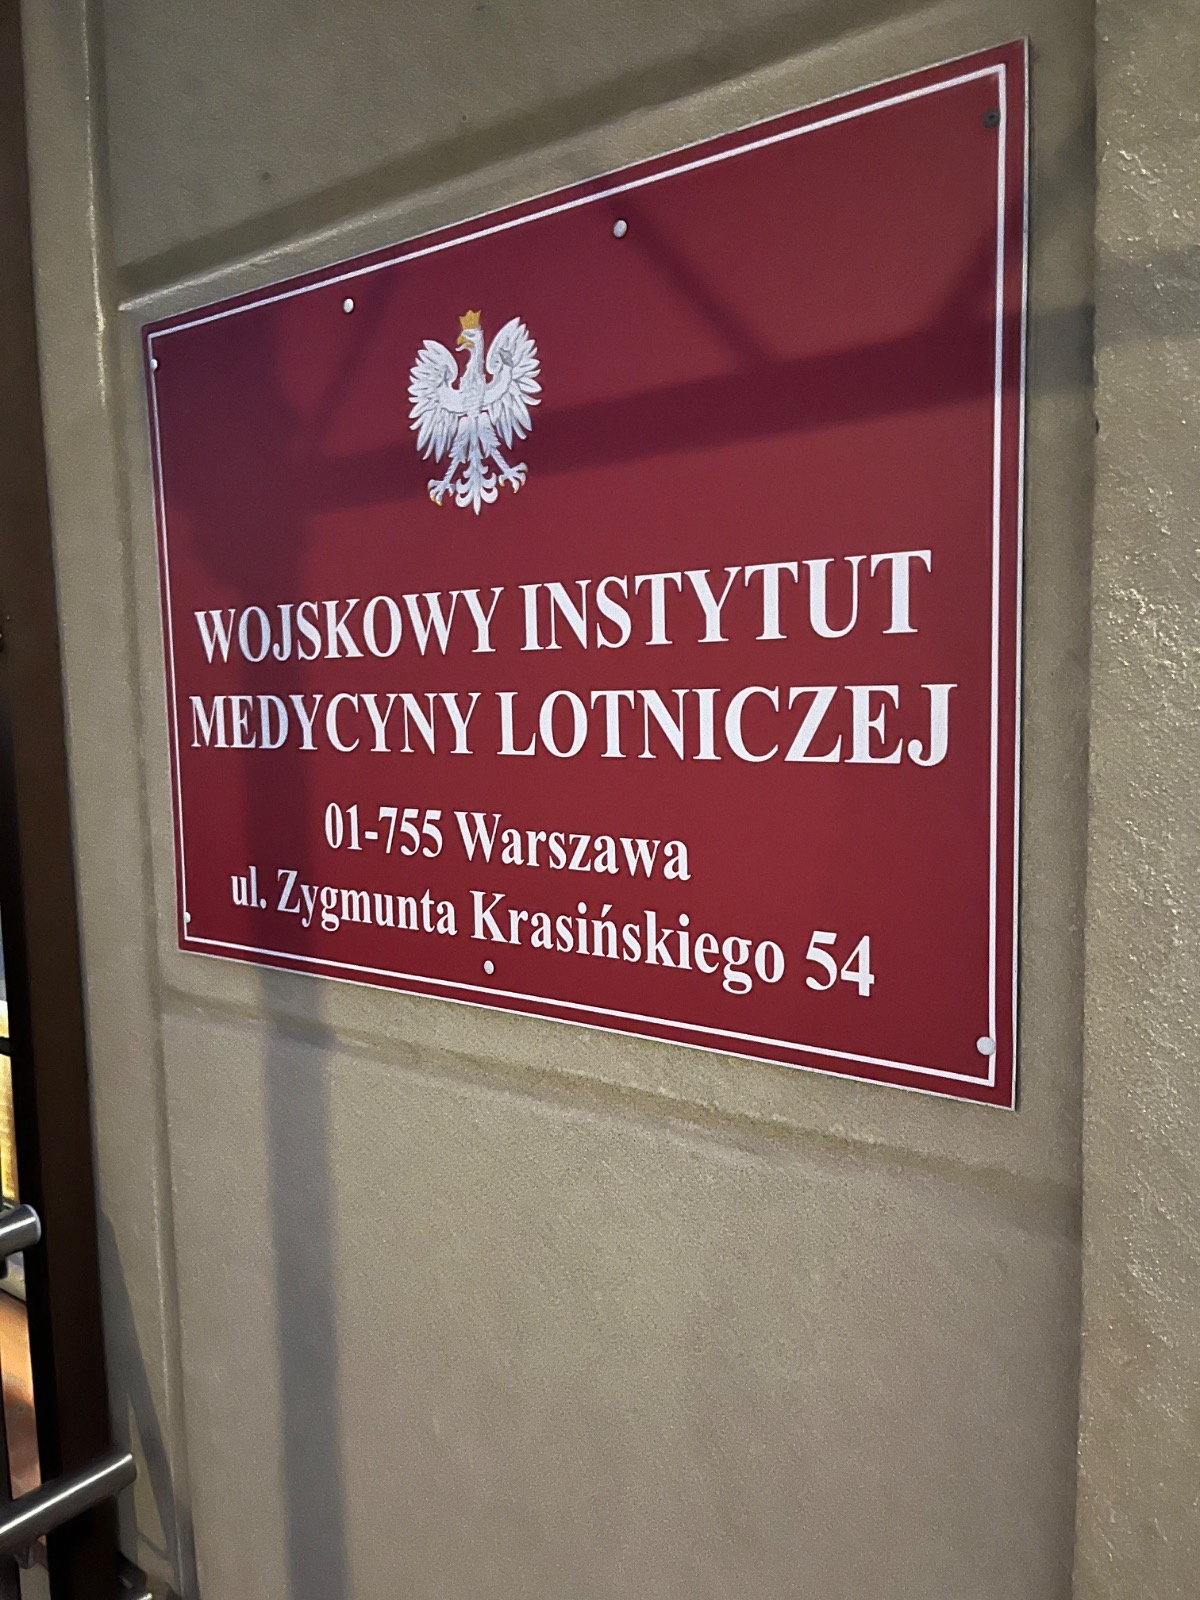 WOJSKOWY INSTYTUT
MEDYCYNY LOTNICZEJ
01-755 Warszawa
ul. Zygmunta Krasińskiego 54